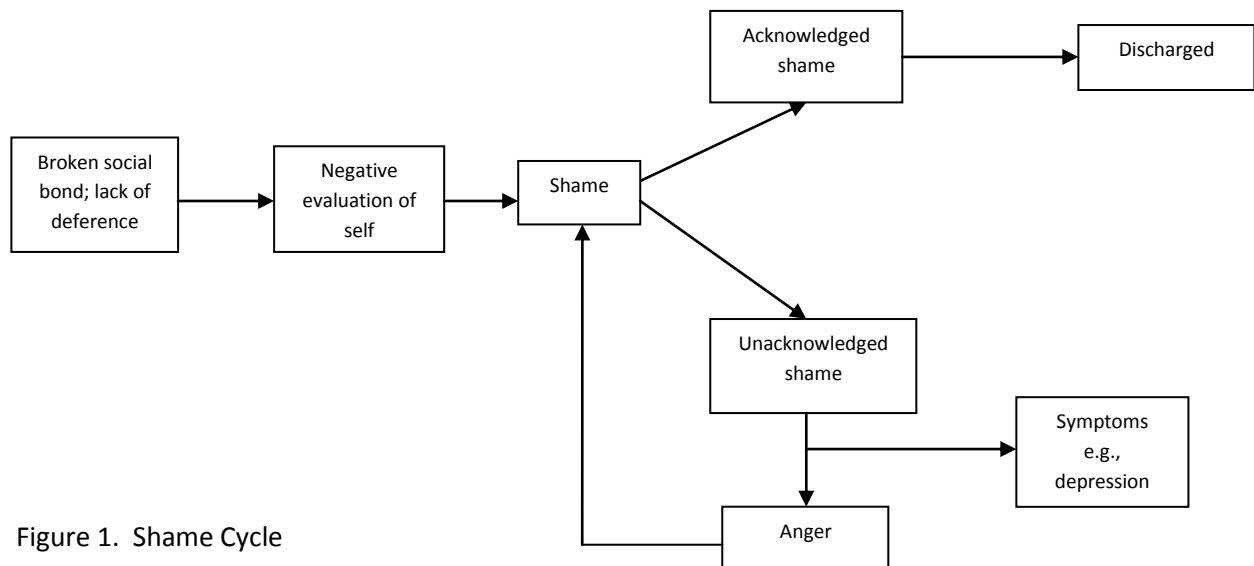 Broken social
bond; lack of
deference
Negative
evaluation of
self
Shame
Acknowledged
shame
Discharged
Unacknowledged
shame
Symptoms
e.g.,
depression
Anger
Figure 1.  Shame Cycle